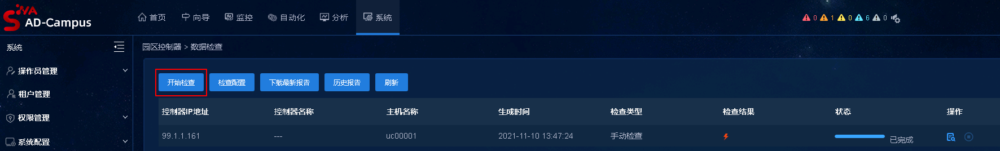 SNA AD-Campus
首页 向导 监控 自动化 分析 系统
0 1 0 6 0
系统
园区控制器 > 数据检查
操作员管理
租户管理
权限管理
系统配置
开始检查 检查配置 下载最新报告 历史报告 刷新
控制器IP地址 控制器名称 主机名称 生成时间 检查类型 检查结果 状态 操作
99.1.1.161 --- uc00001 2021-11-10 13:47:24 手动检查 已完成